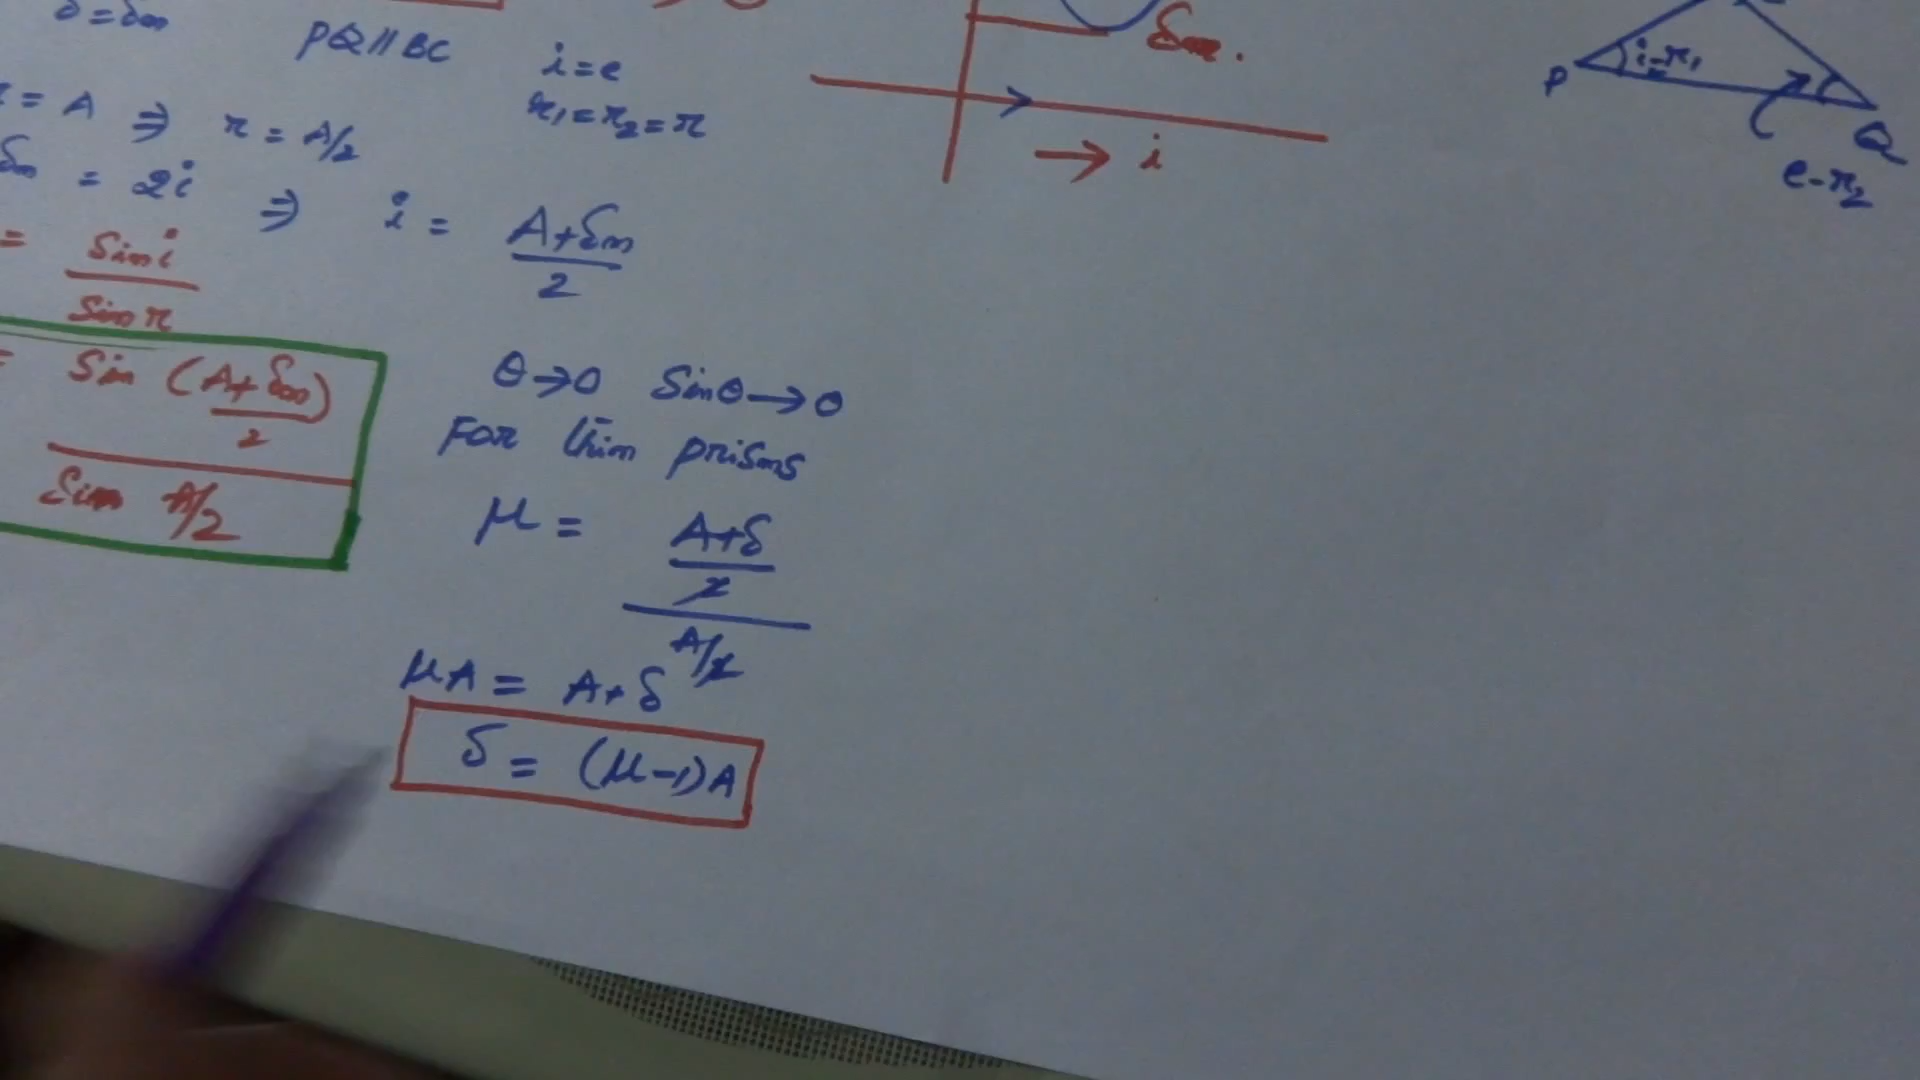 δ = δm
PQ // BC
i = e
r₁ = r₂ = r
= A ⇒ r = A/2
δm = 2i ⇒ i = (A+δm)/2
= Sin i / Sin r
= Sin (A+δm)/2 / Sin A/2
θ→0 Sinθ→θ
For thin prisms
μ = (A+δ)/2 / A/2
μA = A+δ
δ = (μ-1)A
δm.
→ i
P
i-r₁
Q
e-r₂